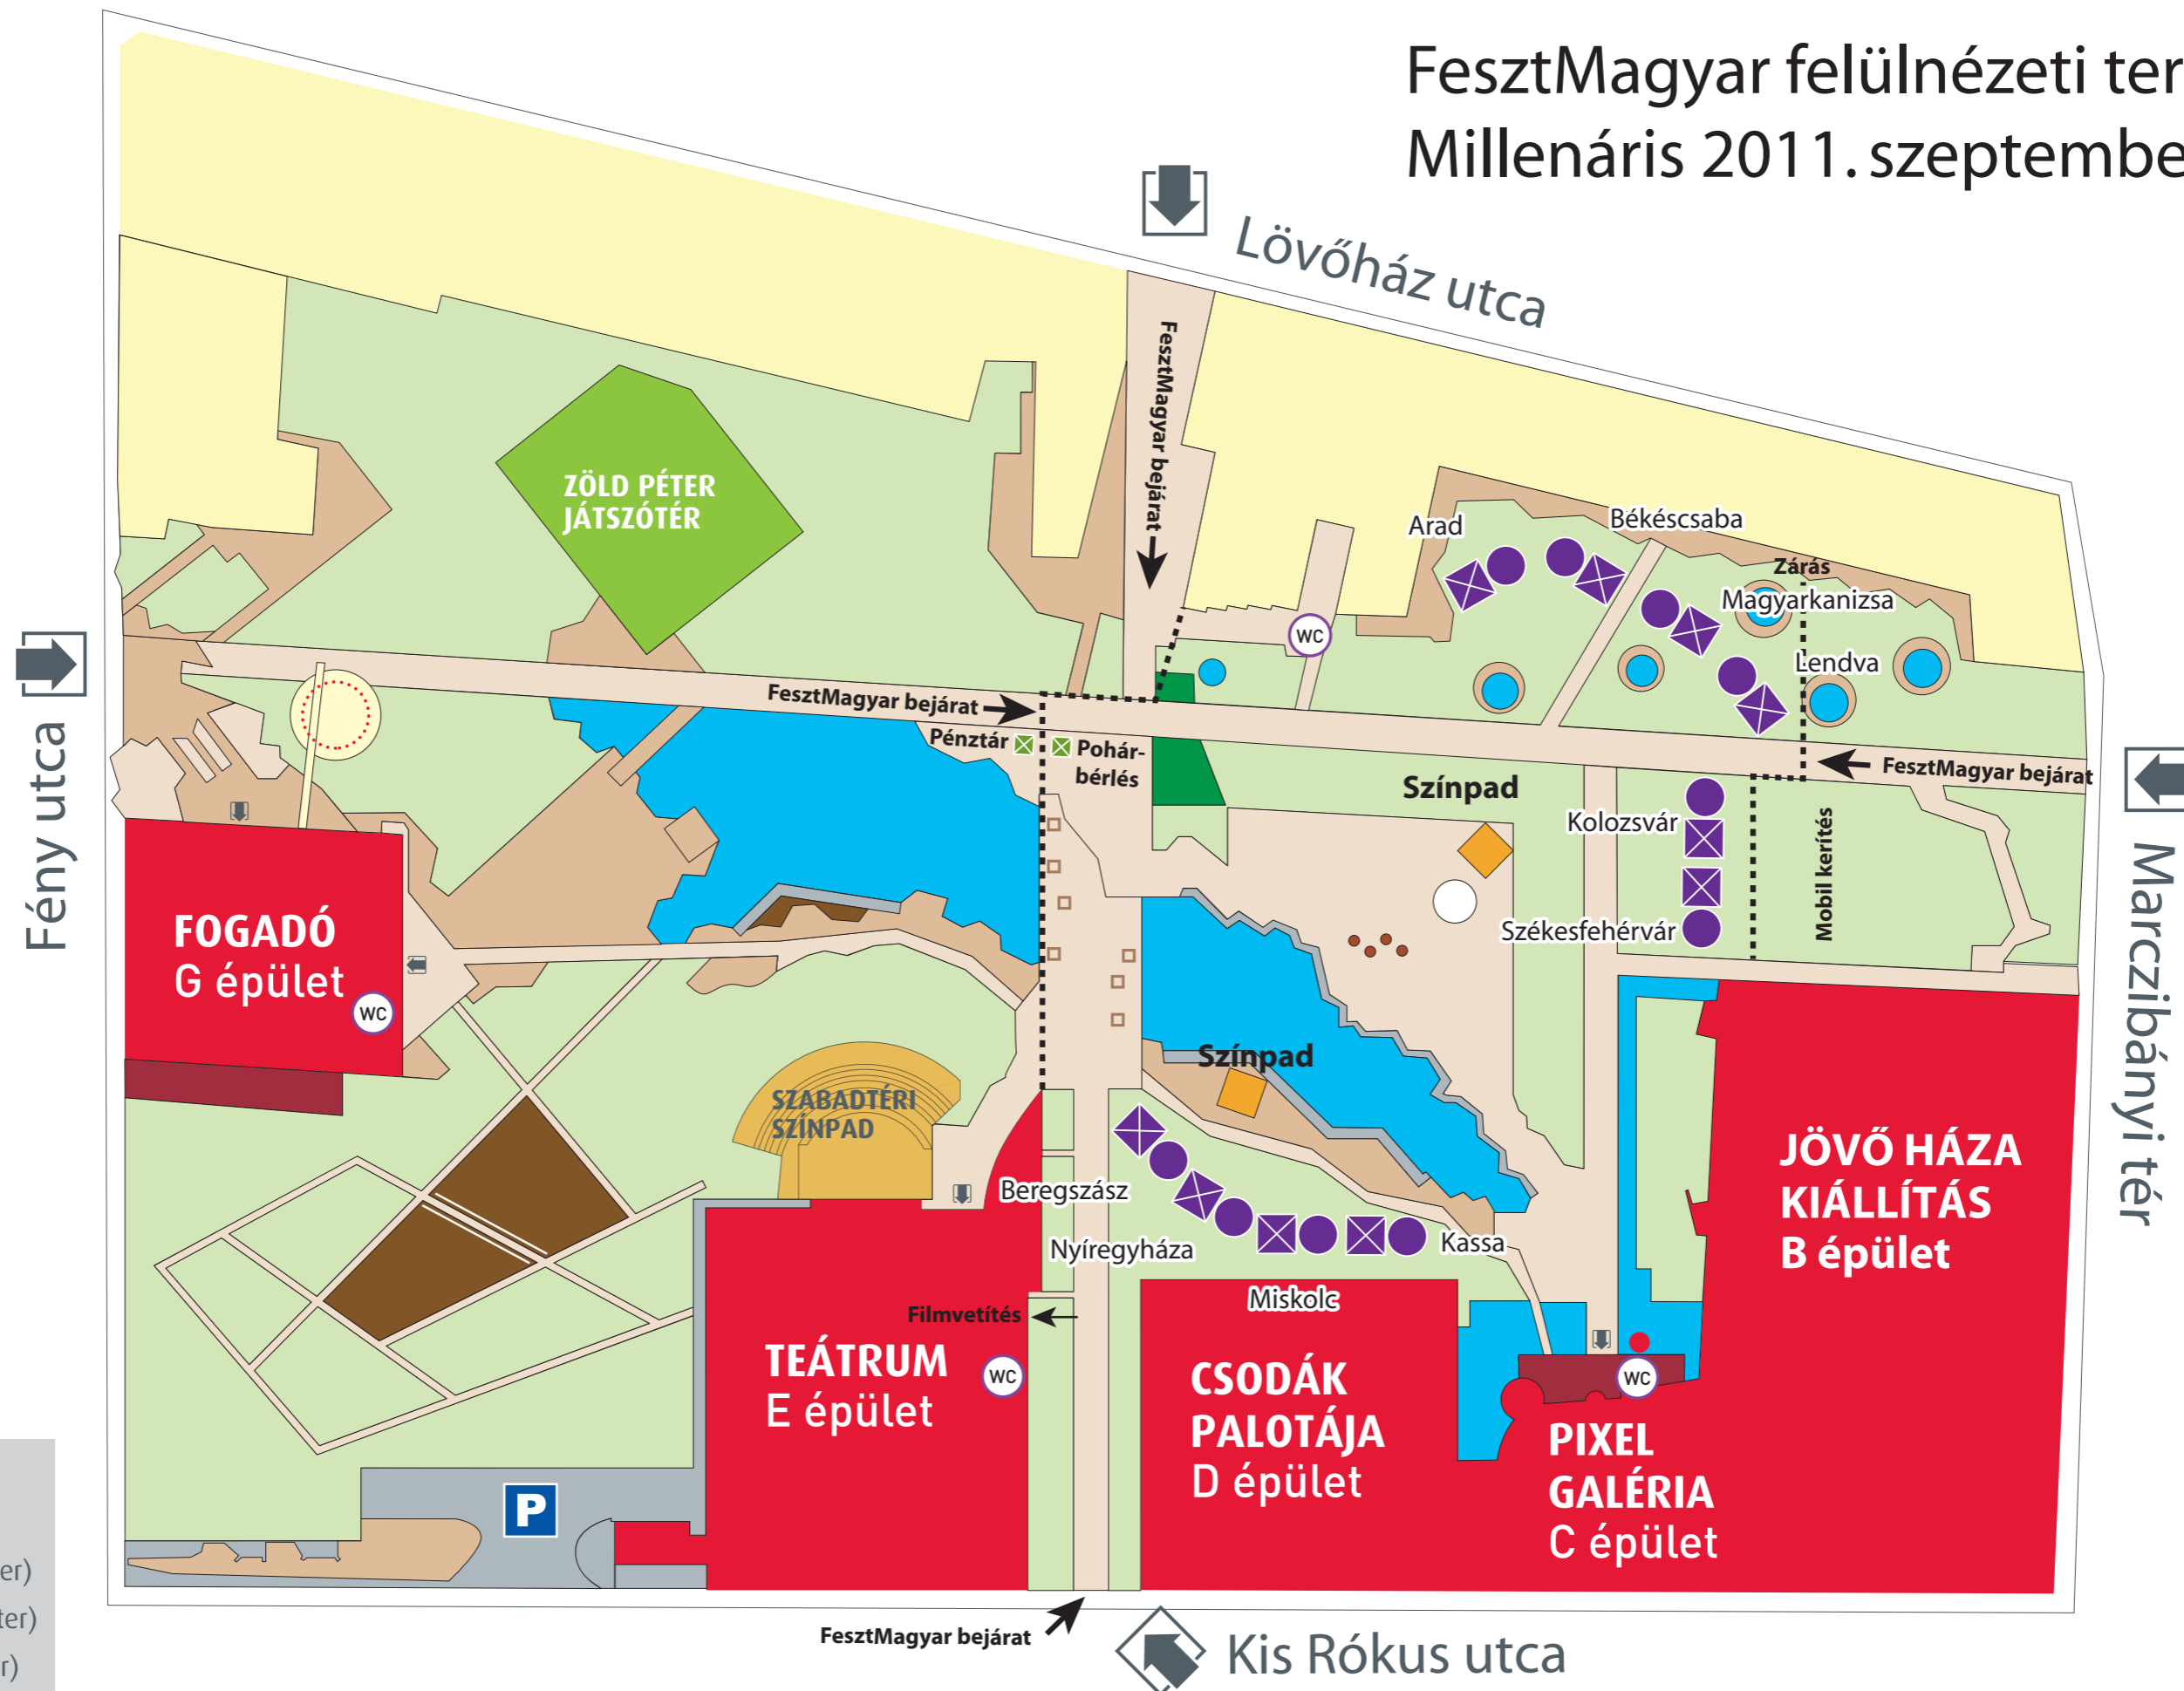 FesztMagyar felülnézeti ter
Millenáris 2011. szeptembe
Lövőház utca
FesztMagyar bejárat
ZÖLD PÉTER
JÁTSZÓTÉR
Arad
Békéscsaba
Zárás
Magyarkanizsa
WC
Lendva
Fény utca
FesztMagyar bejárat
Pénztár
Pohár-
bérlés
Színpad
FesztMagyar bejárat
Kolozsvár
Mobil kerítés
Székesfehérvár
Marczibányi tér
FOGADÓ
G épület
WC
Színpad
SZABADTÉRI
SZÍNPAD
Beregszász
Nyíregyháza
Kassa
Miskolc
JÖVŐ HÁZA
KIÁLLÍTÁS
B épület
Filmvetítés
TEÁTRUM
E épület
WC
CSODÁK
PALOTÁJA
D épület
WC
PIXEL
GALÉRIA
C épület
P
er)
ter)
r)
FesztMagyar bejárat
Kis Rókus utca